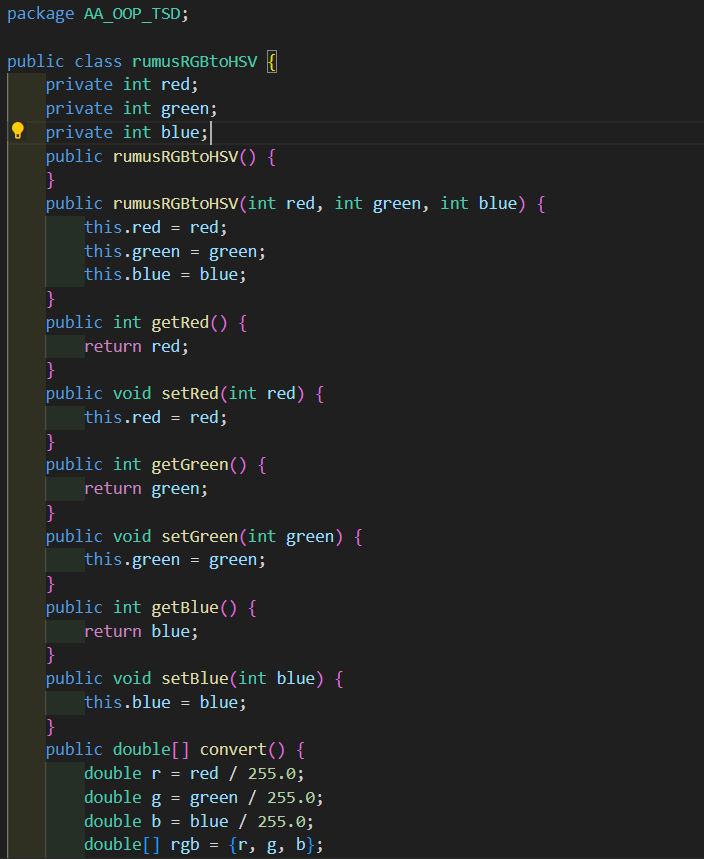 package AA_OOP_TSD;
public class rumusRGBtoHSV {
    private int red;
    private int green;
    private int blue;
    public rumusRGBtoHSV() {
    }
    public rumusRGBtoHSV(int red, int green, int blue) {
        this.red = red;
        this.green = green;
        this.blue = blue;
    }
    public int getRed() {
        return red;
    }
    public void setRed(int red) {
        this.red = red;
    }
    public int getGreen() {
        return green;
    }
    public void setGreen(int green) {
        this.green = green;
    }
    public int getBlue() {
        return blue;
    }
    public void setBlue(int blue) {
        this.blue = blue;
    }
    public double[] convert() {
        double r = red / 255.0;
        double g = green / 255.0;
        double b = blue / 255.0;
        double[] rgb = {r, g, b};